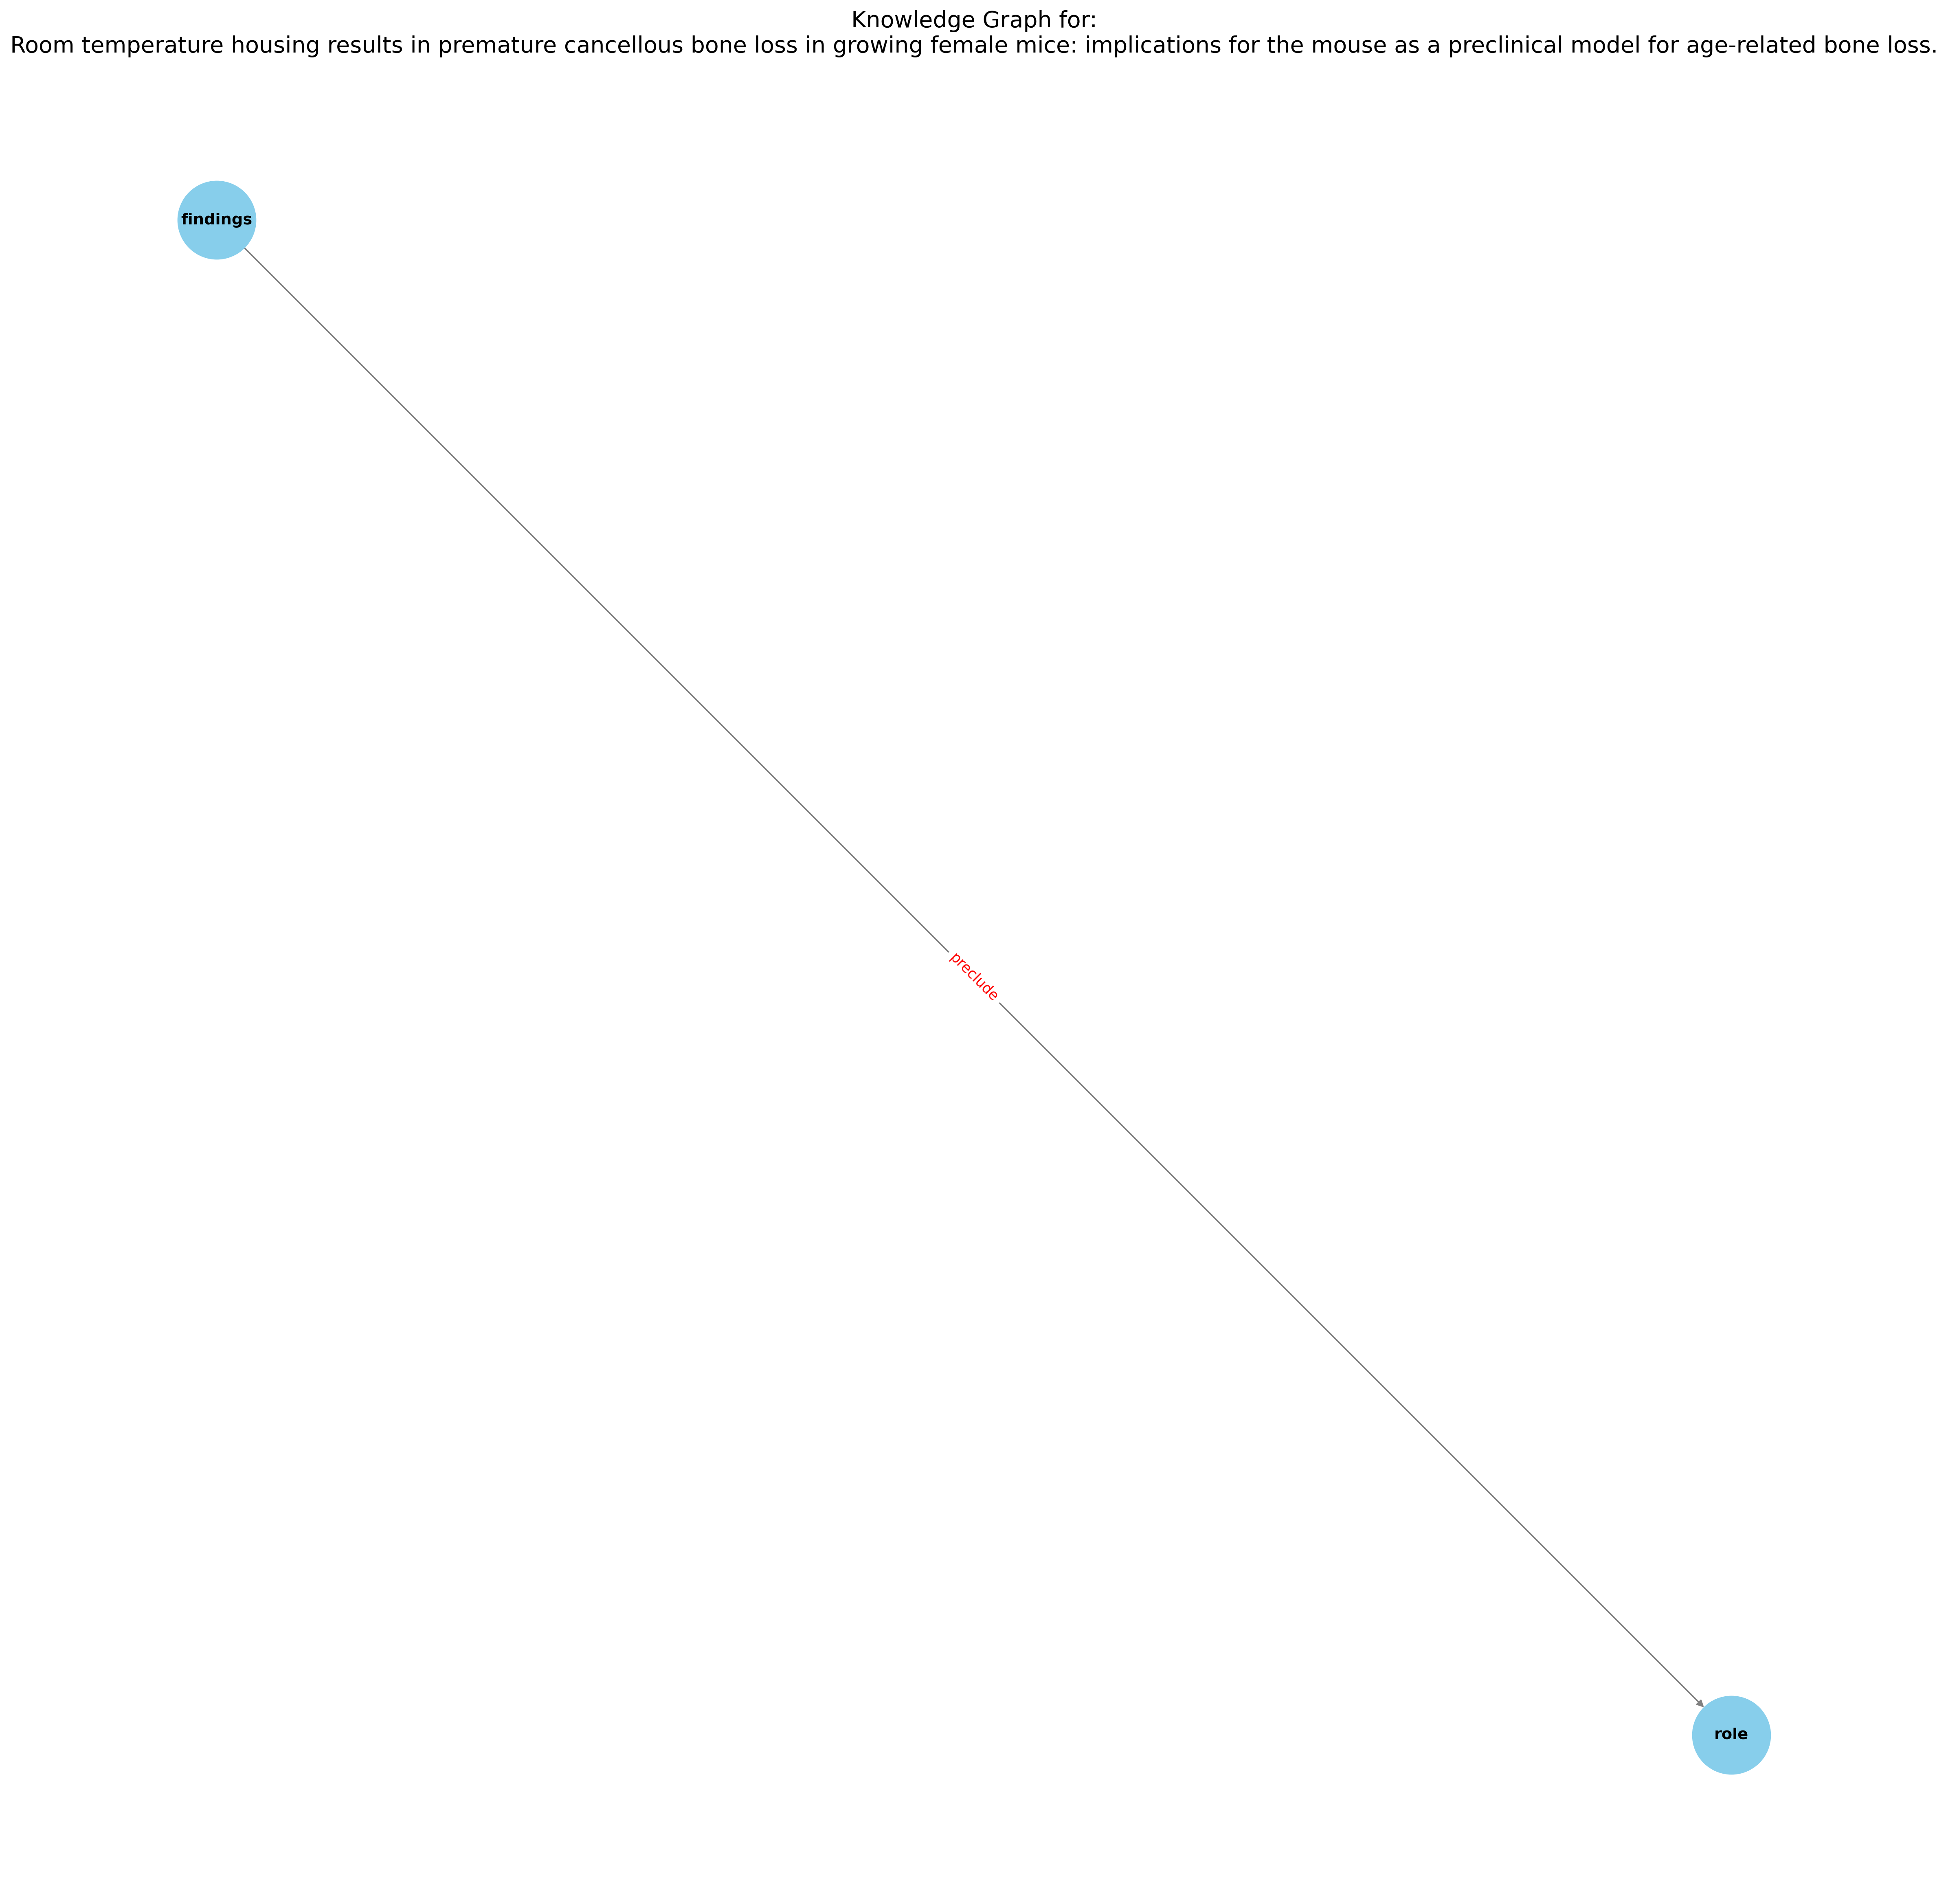 Knowledge Graph for:
Room temperature housing results in premature cancellous bone loss in growing female mice: implications for the mouse as a preclinical model for age-related bone loss.
findings
preclude
role